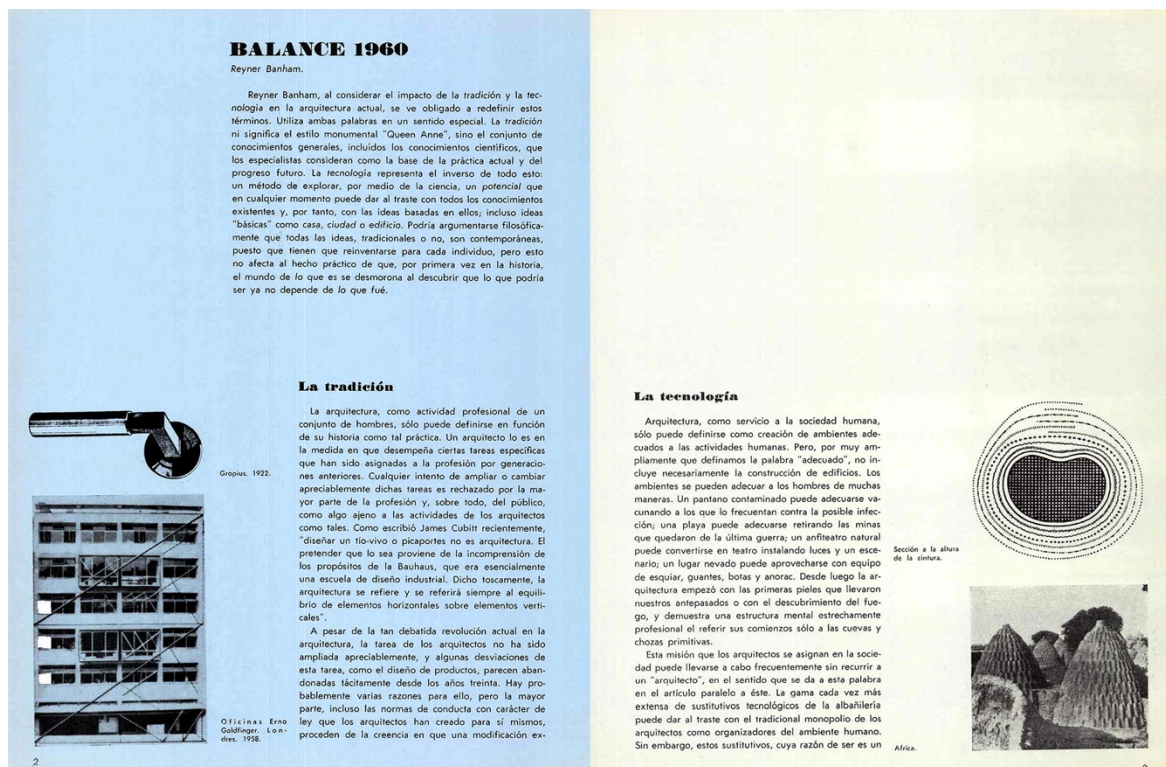 BALANCE 1960
Reyner Banham.
Reyner Banham, al considerar el impacto de la tradición y la tec-
nología en la arquitectura actual, se ve obligado a redefinir estos
términos. Utiliza ambas palabras en un sentido especial. La tradición
ni significa el estilo monumental "Queen Anne", sino el conjunto de
conocimientos generales, incluídos los conocimientos científicos, que
los especialistas consideran como la base de la práctica actual y del
progreso futuro. La tecnología representa el inverso de todo esto:
un método de explorar, por medio de la ciencia, un potencial que
en cualquier momento puede dar al traste con todos los conocimientos
existentes y, por tanto, con las ideas basadas en ellos; incluso ideas
"básicas" como casa, ciudad o edificio. Podría argumentarse filosófica-
mente que todas las ideas, tradicionales o no, son contemporáneas,
puesto que tienen que reinventarse para cada individuo, pero esto
no afecta al hecho práctico de que, por primera vez en la historia,
el mundo de lo que es se desmorona al descubrir que lo que podría
ser ya no depende de lo que fué.
La tradición
La arquitectura, como actividad profesional de un
conjunto de hombres, sólo puede definirse en función
de su historia como tal práctica. Un arquitecto lo es en
la medida en que desempeña ciertas tareas específicas
que han sido asignadas a la profesión por generacio-
nes anteriores. Cualquier intento de ampliar o cambiar
apreciablemente dichas tareas es rechazado por la ma-
yor parte de la profesión y, sobre todo, del público,
como algo ajeno a las actividades de los arquitectos
como tales. Como escribió James Cubitt recientemente,
"diseñar un tío-vivo o picaportes no es arquitectura. El
pretender que lo sea proviene de la incomprensión de
los propósitos de la Bauhaus, que era esencialmente
una escuela de diseño industrial. Dicho toscamente, la
arquitectura se refiere y se referirá siempre al equili-
brio de elementos horizontales sobre elementos verti-
cales".
A pesar de la tan debatida revolución actual en la
arquitectura, la tarea de los arquitectos no ha sido
ampliada apreciablemente, y algunas desviaciones de
esta tarea, como el diseño de productos, parecen aban-
donadas tácitamente desde los años treinta. Hay pro-
bablemente varias razones para ello, pero la mayor
parte, incluso las normas de conducta con carácter de
ley que los arquitectos han creado para sí mismos,
proceden de la creencia en que una modificación ex-
Gropius. 1922.
Oficinas Erno
Goldfinger. Lon-
dres. 1958.
2
La tecnología
Arquitectura, como servicio a la sociedad humana,
sólo puede definirse como creación de ambientes ade-
cuados a las actividades humanas. Pero, por muy am-
pliamente que definamos la palabra "adecuado", no in-
cluye necesariamente la construcción de edificios. Los
ambientes se pueden adecuar a los hombres de muchas
maneras. Un pantano contaminado puede adecuarse va-
cunando a los que lo frecuentan contra la posible infec-
ción; una playa puede adecuarse retirando las minas
que quedaron de la última guerra; un anfiteatro natural
puede convertirse en teatro instalando luces y un esce-
nario; un lugar nevado puede aprovecharse con equipo
de esquiar, guantes, botas y anorac. Desde luego la ar-
quitectura empezó con las primeras pieles que llevaron
nuestros antepasados o con el descubrimiento del fue-
go, y demuestra una estructura mental estrechamente
profesional el referir sus comienzos sólo a las cuevas y
chozas primitivas.
Esta misión que los arquitectos se asignan en la socie-
dad puede llevarse a cabo frecuentemente sin recurrir a
un "arquitecto", en el sentido que se da a esta palabra
en el artículo paralelo a éste. La gama cada vez más
extensa de sustitutivos tecnológicos de la albañilería
puede dar al traste con el tradicional monopolio de los
arquitectos como organizadores del ambiente humano.
Sin embargo, estos sustitutivos, cuya razón de ser es un
Sección a la altura
de la cintura.
Africa.